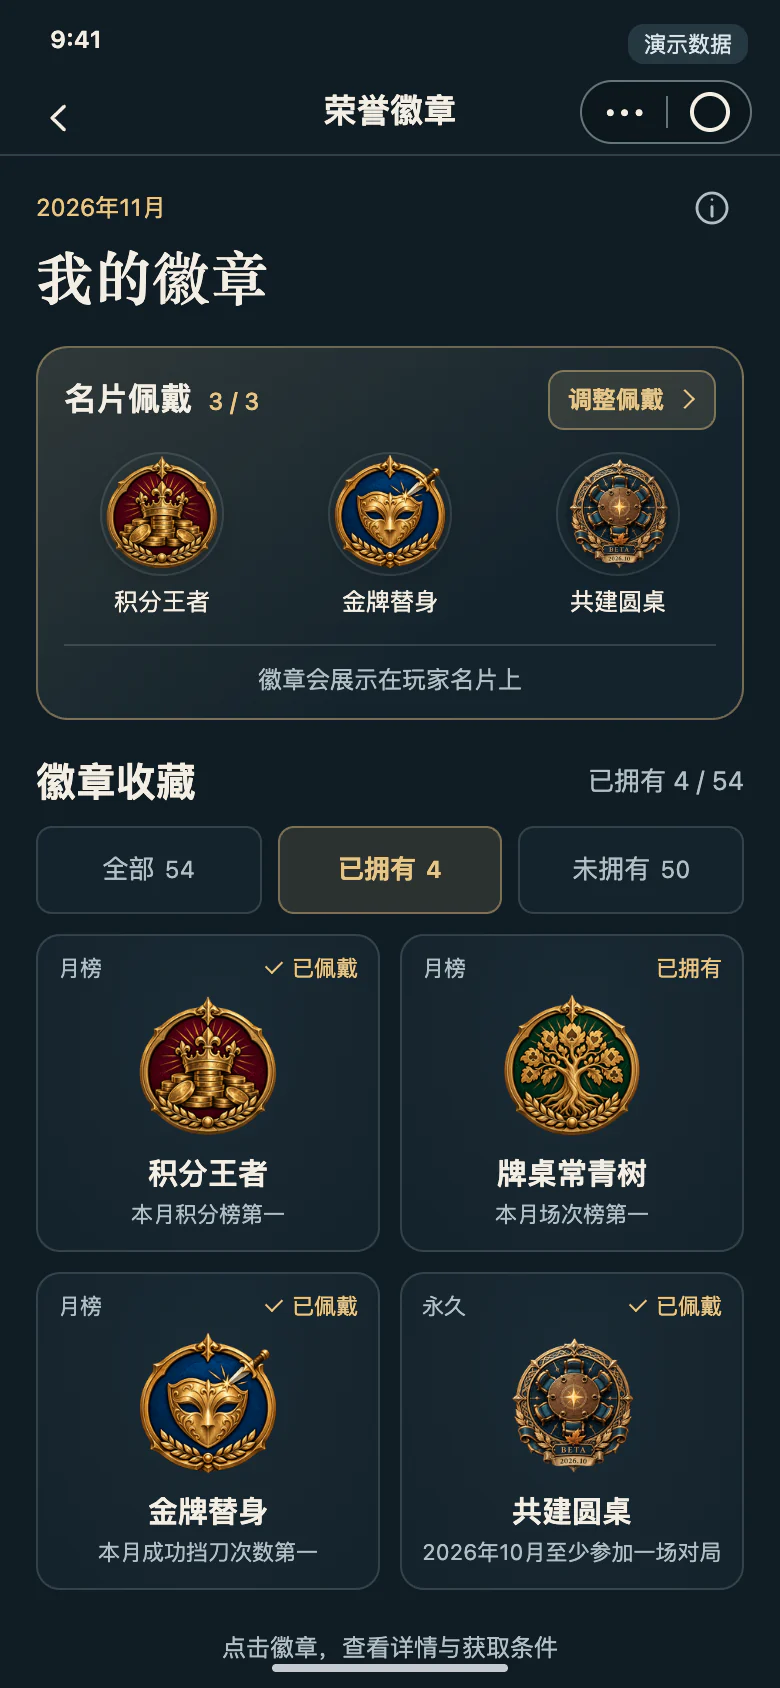 9:41
演示数据
荣誉徽章
2026年11月
我的徽章
名片佩戴 3 / 3
调整佩戴
BETA
2026.10
积分王者
金牌替身
共建圆桌
徽章会展示在玩家名片上
徽章收藏
已拥有 4 / 54
全部 54
已拥有 4
未拥有 50
月榜
已佩戴
积分王者
本月积分榜第一
月榜
已拥有
牌桌常青树
本月场次榜第一
月榜
已佩戴
金牌替身
本月成功挡刀次数第一
永久
已佩戴
BETA
2026.10
共建圆桌
2026年10月至少参加一场对局
点击徽章，查看详情与获取条件